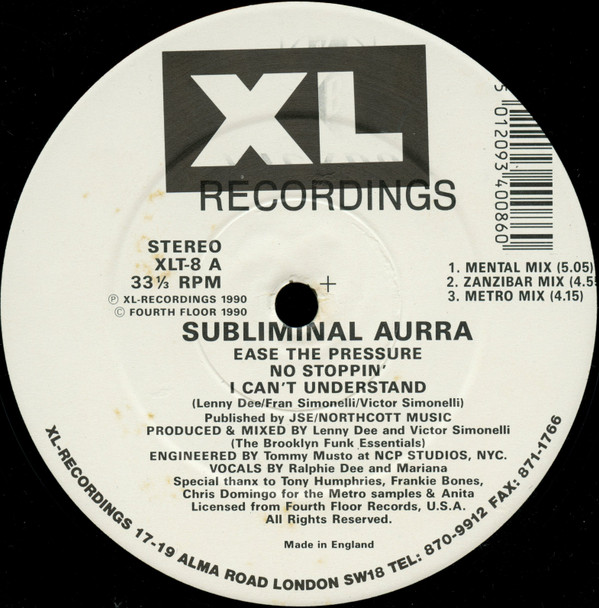 XL
RECORDINGS
5 012093 400860
STEREO
XLT-8 A
33⅓ RPM
Ⓟ XL-RECORDINGS 1990
© FOURTH FLOOR 1990
1. MENTAL MIX (5.05)
2. ZANZIBAR MIX (4.55
3. METRO MIX (4.15)
SUBLIMINAL AURRA
EASE THE PRESSURE
NO STOPPIN'
I CAN'T UNDERSTAND
(Lenny Dee/Fran Simonelli/Victor Simonelli)
Published by JSE/NORTHCOTT MUSIC
PRODUCED & MIXED BY Lenny Dee and Victor Simonelli
(The Brooklyn Funk Essentials)
ENGINEERED BY Tommy Musto at NCP STUDIOS, NYC.
VOCALS BY Ralphie Dee and Mariana
Special thanx to Tony Humphries, Frankie Bones,
Chris Domingo for the Metro samples & Anita
Licensed from Fourth Floor Records, U.S.A.
All Rights Reserved.
Made in England
XL-RECORDINGS 17-19 ALMA ROAD LONDON SW18 TEL: 870-9912 FAX: 871-1766